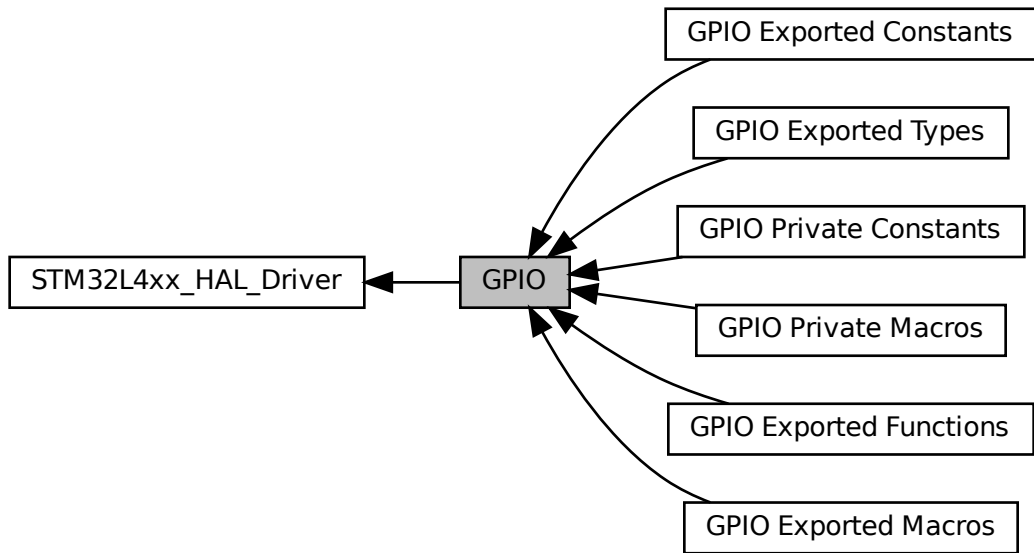 GPIO Exported Constants
GPIO Exported Types
GPIO Private Constants
STM32L4xx_HAL_Driver
GPIO
GPIO Private Macros
GPIO Exported Functions
GPIO Exported Macros